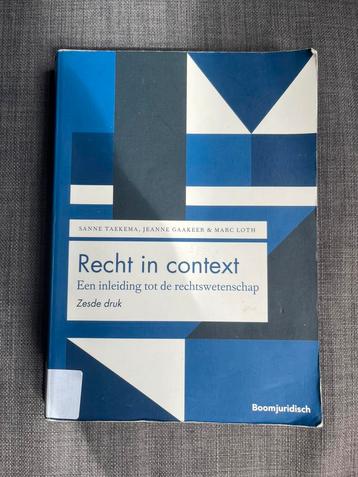 SANNE TAEKEMA, JEANNE GAAKEER & MARC LOTH
Recht in context
Een inleiding tot de rechtswetenschap
Zesde druk
Boomjuridisch